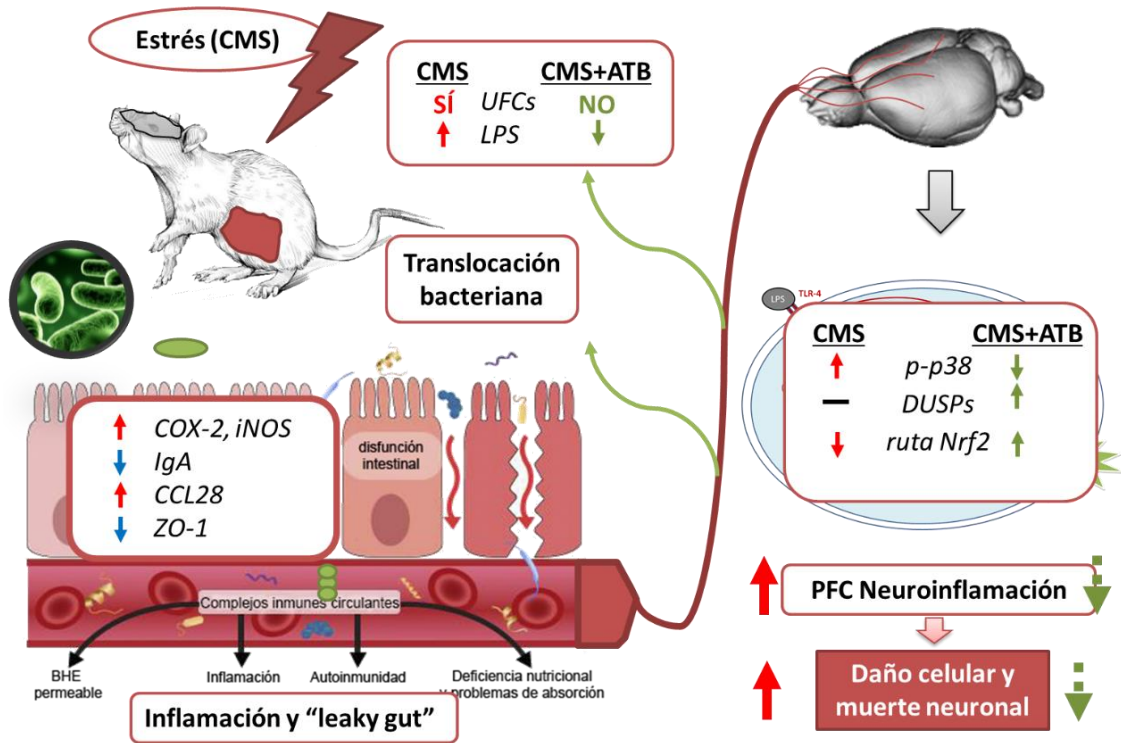 Estrés (CMS)
CMS CMS+ATB
SÍ UFCs NO
LPS
Translocación
bacteriana
COX-2, iNOS
IgA
CCL28
ZO-1
disfunción
intestinal
Complejos inmunes circulantes
BHE
permeable
Inflamación
Autoinmunidad
Deficiencia nutricional
y problemas de absorción
Inflamación y “leaky gut”
LPS
TLR-4
CMS CMS+ATB
p-p38
DUSPs
ruta Nrf2
PFC Neuroinflamación
Daño celular y
muerte neuronal